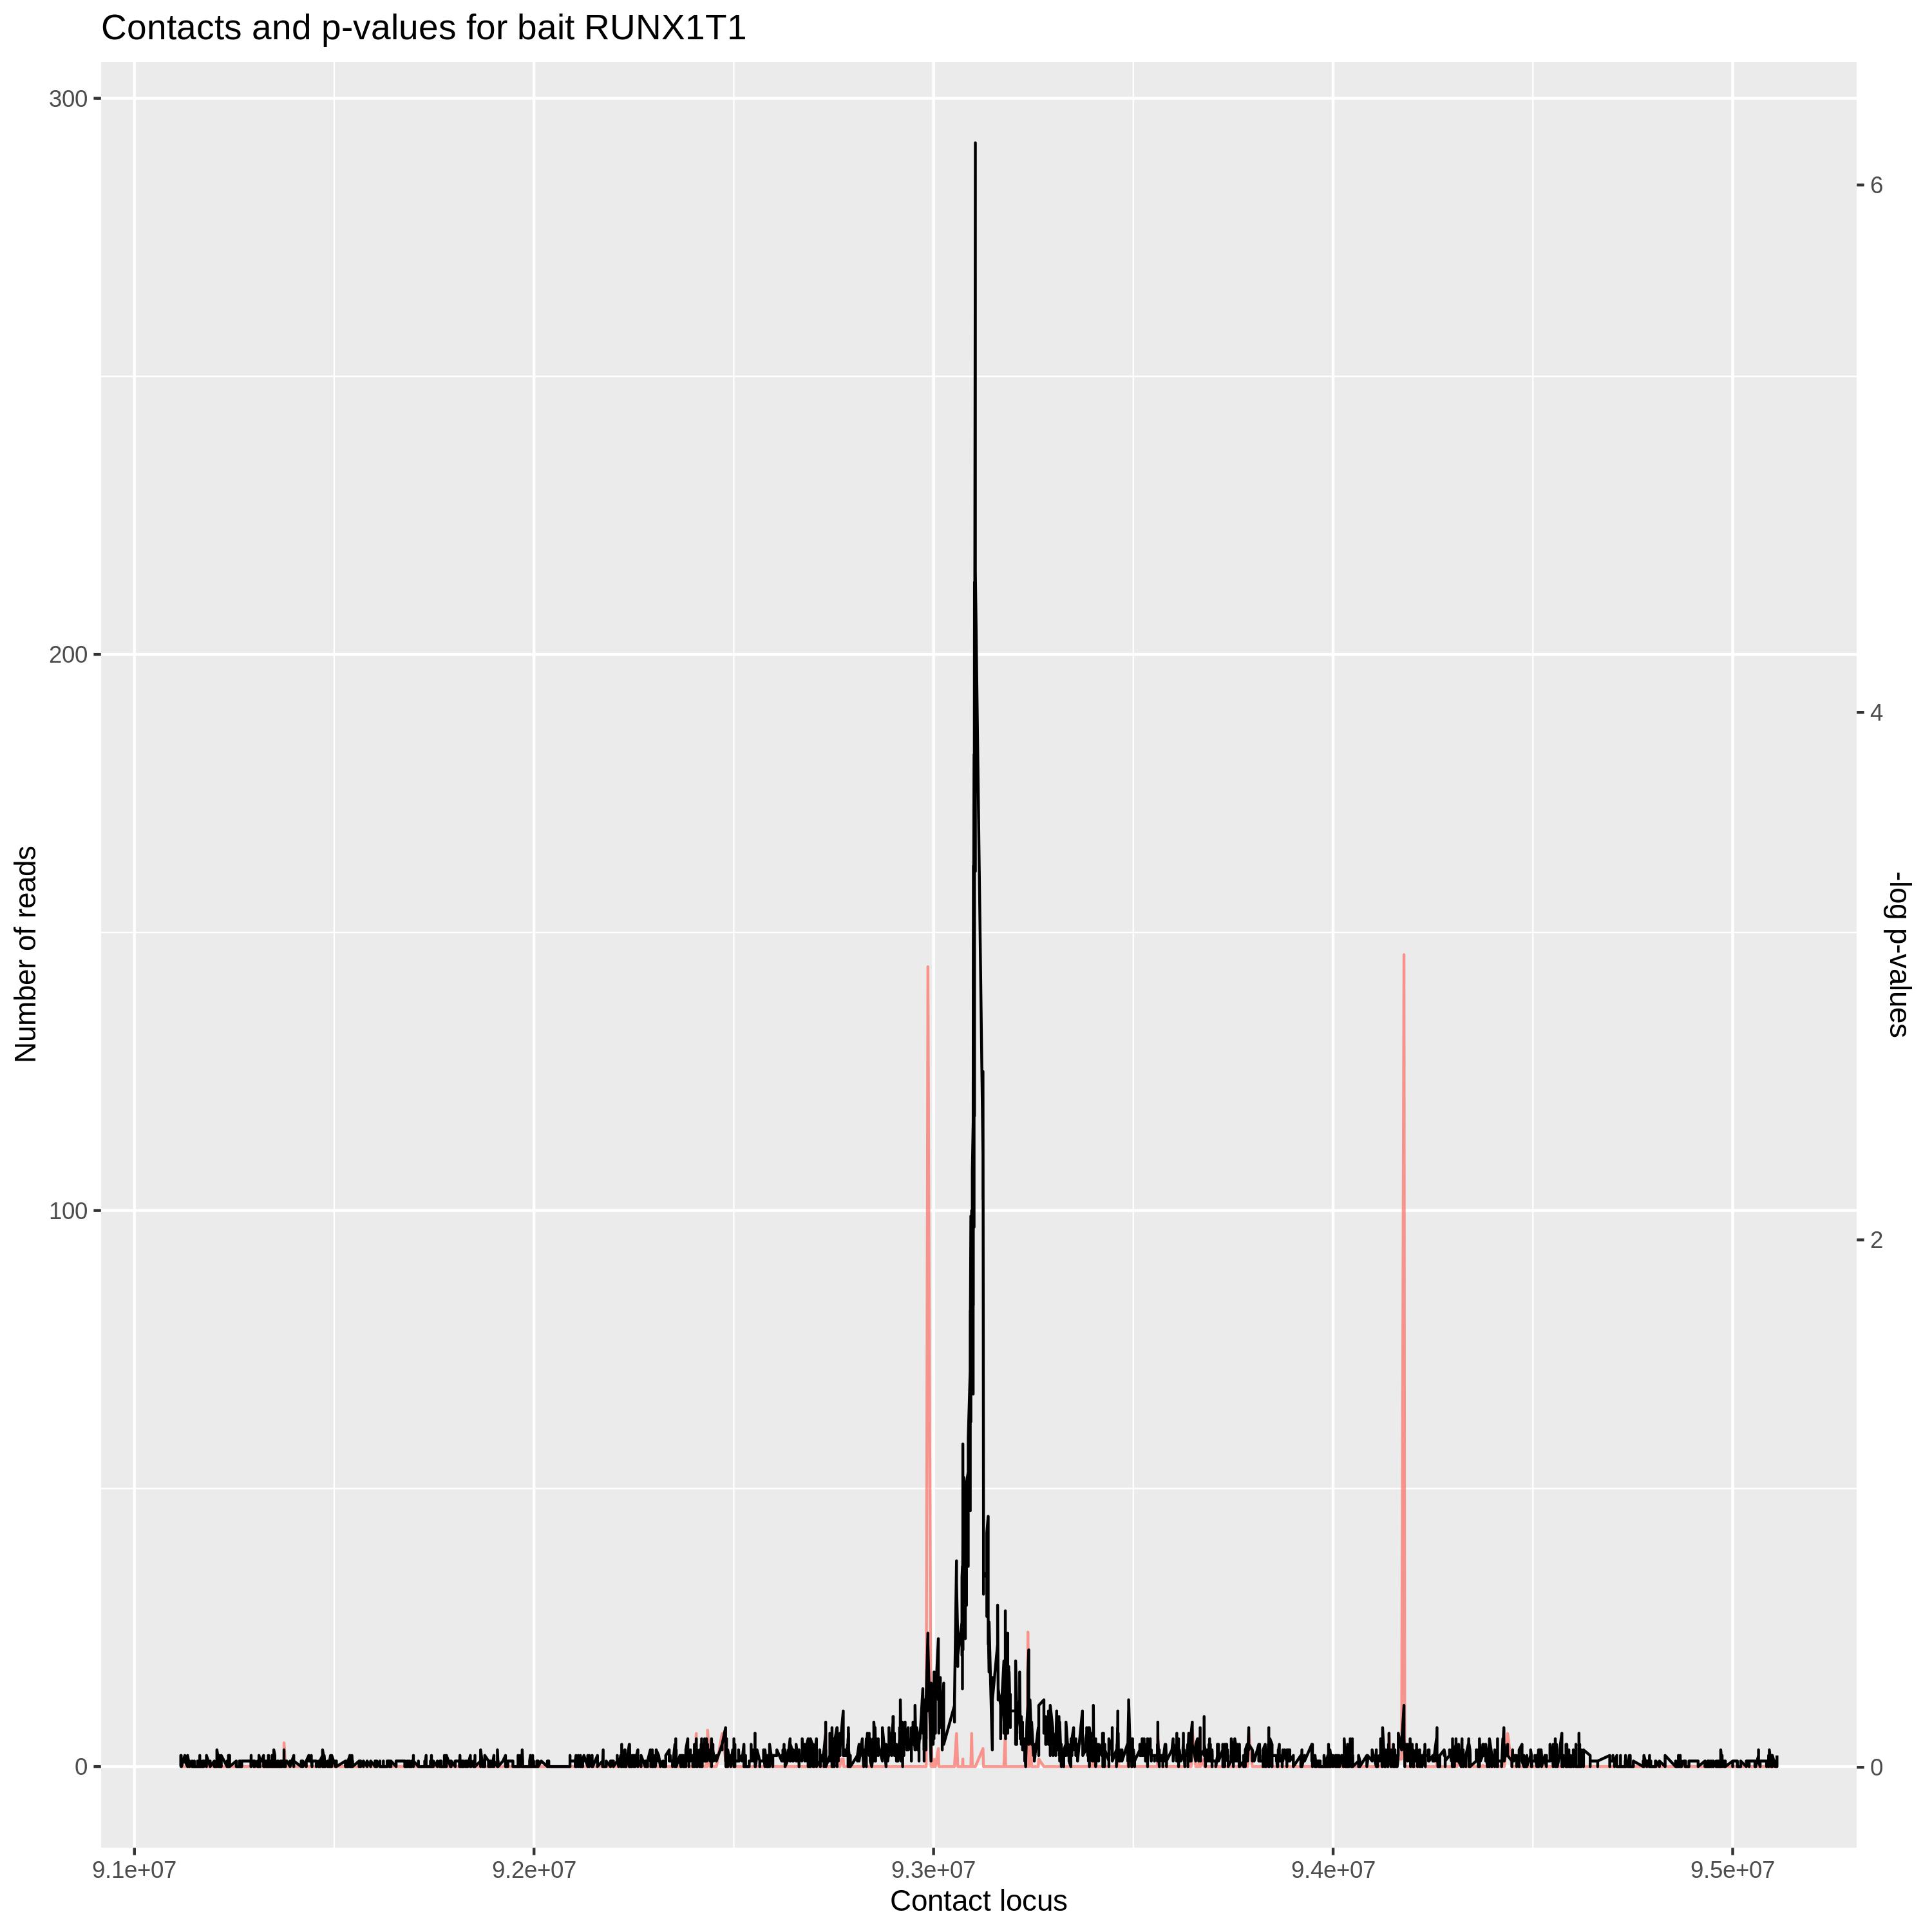 Contacts and p-values for bait RUNX1T1
300
200
100
0
Number of reads
6
4
2
0
-log p-values
9.1e+07
9.2e+07
9.3e+07
9.4e+07
9.5e+07
Contact locus